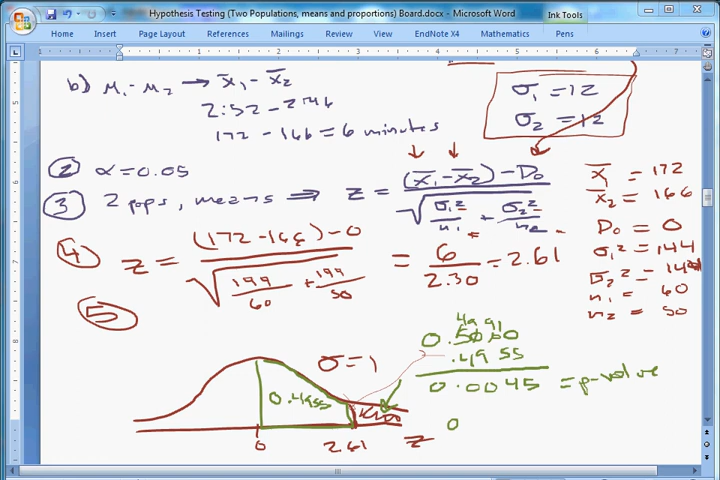 Hypothesis Testing (Two Populations, means and proportions) Board.docx - Microsoft Word
Ink Tools
Home Insert Page Layout References Mailings Review View EndNote X4 Mathematics Pens
b) μ₁ - μ₂ → x̄₁ - x̄₂
2:52 - 2:46
172 - 166 = 6 minutes
σ₁ = 12
σ₂ = 12
② α = 0.05
③ 2 pops, means ⇒ z = (x̄₁ - x̄₂) - D₀ / √(σ₁²/n₁ + σ₂²/n₂)
x̄₁ = 172
x̄₂ = 166
D₀ = 0
σ₁² = 144
σ₂² = 144
n₁ = 60
n₂ = 50
④ z = (172 - 166) - 0 / √(144/60 + 144/50) = 6/2.30 = 2.61
⑤
σ = 1
49 91
0.5000
.4955
0.0045 = p-value
0.4955
0
0 2.61 z